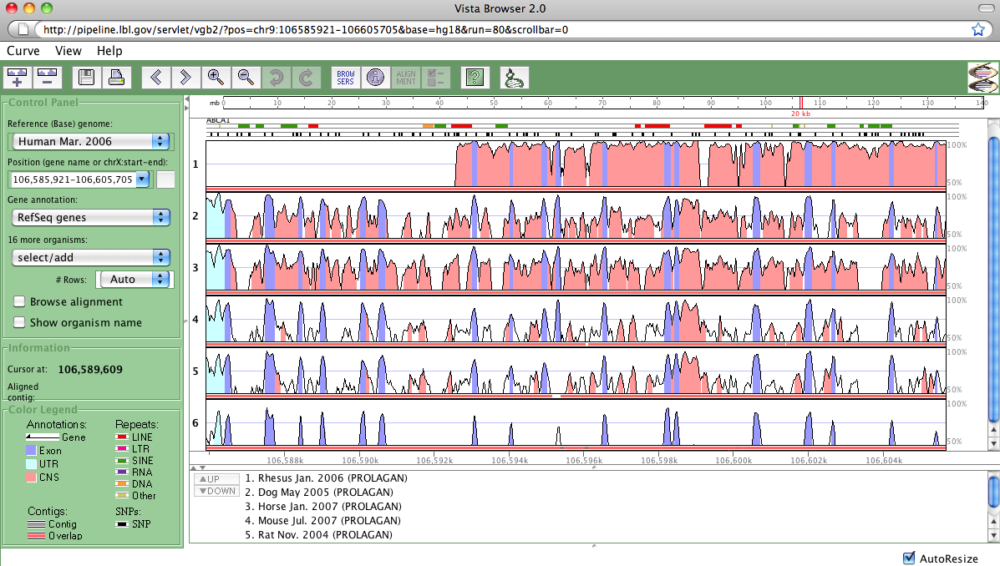 Vista Browser 2.0
http://pipeline.lbl.gov/servlet/vgb2/?pos=chr9:106585921-106605705&base=hg18&run=80&scrollbar=0
Curve View Help
BROW SERS
ALIGN MENT
Control Panel
Reference (Base) genome:
Human Mar. 2006
Position (gene name or chrX:start-end):
106,585,921-106,605,705
Gene annotation:
RefSeq genes
16 more organisms:
select/add
# Rows: Auto
Browse alignment
Show organism name
Information
Cursor at: 106,589,609
Aligned
contig:
Color Legend
Annotations: Repeats:
Gene LINE
LTR
Exon SINE
UTR RNA
CNS DNA
Other
Contigs: SNPs:
Contig SNP
Overlap
mb 0 10 20 30 40 50 60 70 80 90 100 110 120 130 140
20 kb
ABCA1
1 100% 50%
2 100% 50%
3 100% 50%
4 100% 50%
5 100% 50%
6 50%
106,588k 106,590k 106,592k 106,594k 106,596k 106,598k 106,600k 106,602k 106,604k
UP
DOWN
1. Rhesus Jan. 2006 (PROLAGAN)
2. Dog May 2005 (PROLAGAN)
3. Horse Jan. 2007 (PROLAGAN)
4. Mouse Jul. 2007 (PROLAGAN)
5. Rat Nov. 2004 (PROLAGAN)
AutoResize